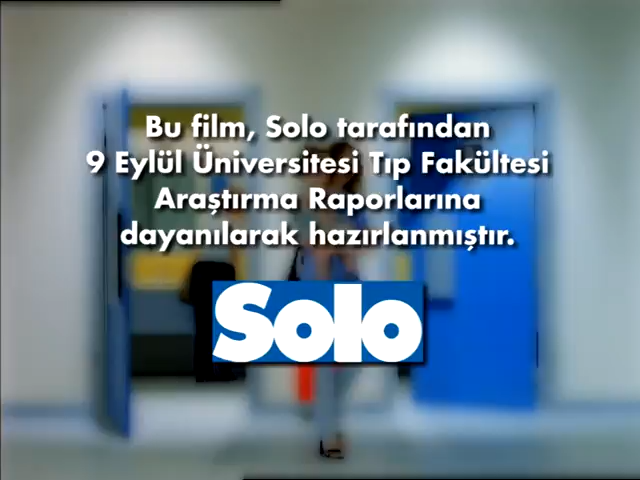 Bu film, Solo tarafından
9 Eylül Üniversitesi Tıp Fakültesi
Araştırma Raporlarına
dayanılarak hazırlanmıştır.
Solo